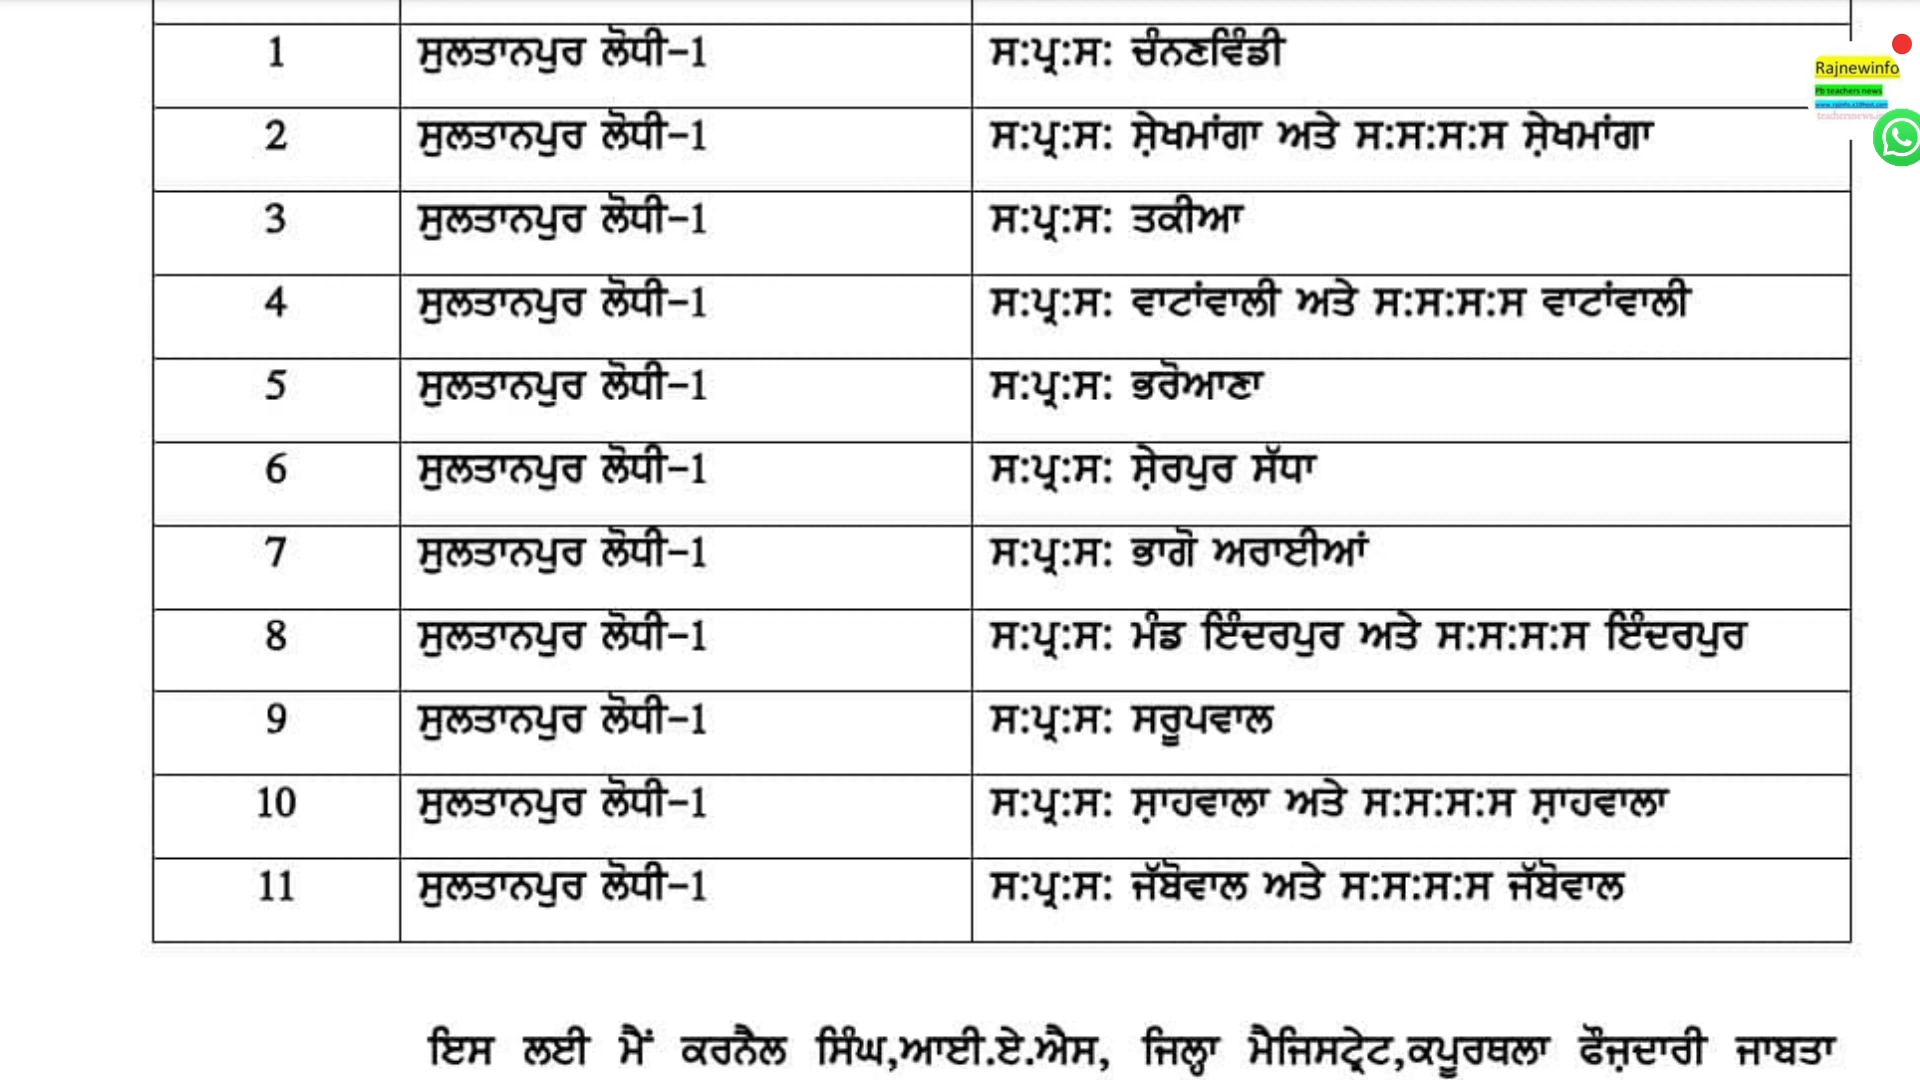 1 ਸੁਲਤਾਨਪੁਰ ਲੋਧੀ-1 ਸ:ਪ੍ਰ:ਸ: ਚੰਨਣਵਿੰਡੀ
2 ਸੁਲਤਾਨਪੁਰ ਲੋਧੀ-1 ਸ:ਪ੍ਰ:ਸ: ਸ਼ੇਖਮਾਂਗਾ ਅਤੇ ਸ:ਸ:ਸ:ਸ ਸ਼ੇਖਮਾਂਗਾ
3 ਸੁਲਤਾਨਪੁਰ ਲੋਧੀ-1 ਸ:ਪ੍ਰ:ਸ: ਤਕੀਆ
4 ਸੁਲਤਾਨਪੁਰ ਲੋਧੀ-1 ਸ:ਪ੍ਰ:ਸ: ਵਾਟਾਂਵਾਲੀ ਅਤੇ ਸ:ਸ:ਸ:ਸ ਵਾਟਾਂਵਾਲੀ
5 ਸੁਲਤਾਨਪੁਰ ਲੋਧੀ-1 ਸ:ਪ੍ਰ:ਸ: ਭਰੋਆਣਾ
6 ਸੁਲਤਾਨਪੁਰ ਲੋਧੀ-1 ਸ:ਪ੍ਰ:ਸ: ਸ਼ੇਰਪੁਰ ਸੱਧਾ
7 ਸੁਲਤਾਨਪੁਰ ਲੋਧੀ-1 ਸ:ਪ੍ਰ:ਸ: ਭਾਗੋ ਅਰਾਈਆਂ
8 ਸੁਲਤਾਨਪੁਰ ਲੋਧੀ-1 ਸ:ਪ੍ਰ:ਸ: ਮੰਡ ਇੰਦਰਪੁਰ ਅਤੇ ਸ:ਸ:ਸ:ਸ ਇੰਦਰਪੁਰ
9 ਸੁਲਤਾਨਪੁਰ ਲੋਧੀ-1 ਸ:ਪ੍ਰ:ਸ: ਸਰੂਪਵਾਲ
10 ਸੁਲਤਾਨਪੁਰ ਲੋਧੀ-1 ਸ:ਪ੍ਰ:ਸ: ਸ਼ਾਹਵਾਲਾ ਅਤੇ ਸ:ਸ:ਸ:ਸ ਸ਼ਾਹਵਾਲਾ
11 ਸੁਲਤਾਨਪੁਰ ਲੋਧੀ-1 ਸ:ਪ੍ਰ:ਸ: ਜੱਬੋਵਾਲ ਅਤੇ ਸ:ਸ:ਸ:ਸ ਜੱਬੋਵਾਲ
ਇਸ ਲਈ ਮੈਂ ਕਰਨੈਲ ਸਿੰਘ,ਆਈ.ਏ.ਐਸ, ਜਿਲ੍ਹਾ ਮੈਜਿਸਟ੍ਰੇਟ,ਕਪੂਰਥਲਾ ਫੌਜ਼ਦਾਰੀ ਜਾਬਤਾ
Rajnewinfo
Pb teachers news